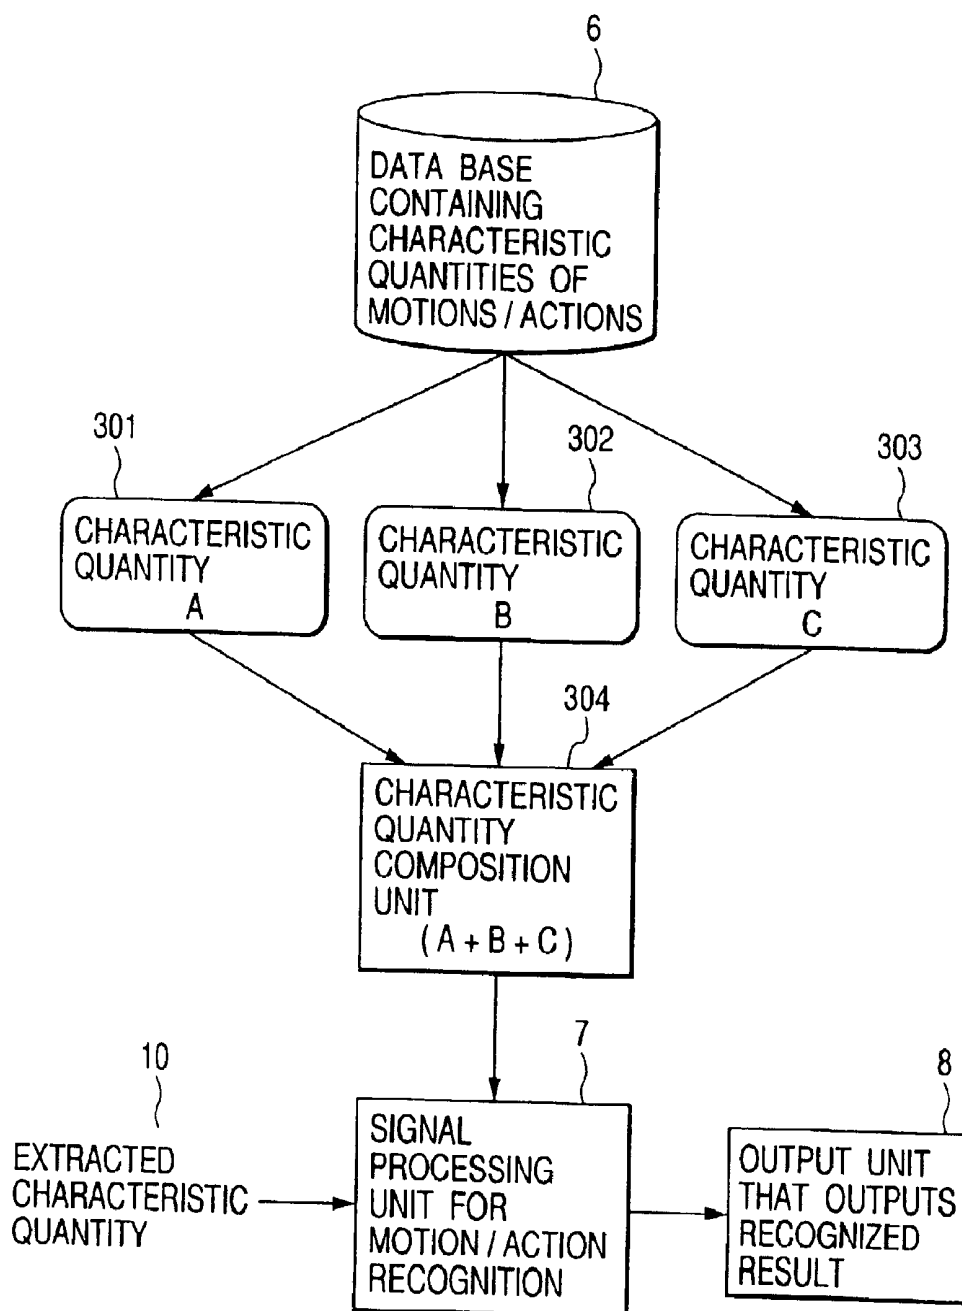 6
DATA BASE
CONTAINING
CHARACTERISTIC
QUANTITIES OF
MOTIONS / ACTIONS
301
302
303
CHARACTERISTIC
QUANTITY
A
CHARACTERISTIC
QUANTITY
B
CHARACTERISTIC
QUANTITY
C
304
CHARACTERISTIC
QUANTITY
COMPOSITION
UNIT
( A + B + C )
10
7
8
EXTRACTED
CHARACTERISTIC
QUANTITY
SIGNAL
PROCESSING
UNIT FOR
MOTION / ACTION
RECOGNITION
OUTPUT UNIT
THAT OUTPUTS
RECOGNIZED
RESULT